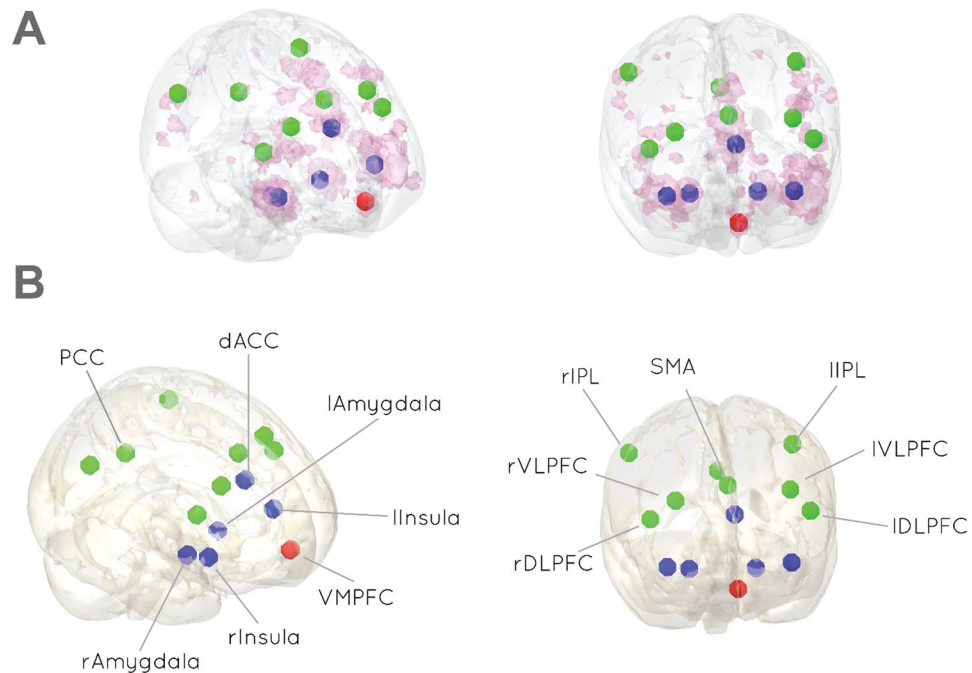 A
B
PCC
dACC
lAmygdala
lInsula
VMPFC
rInsula
rAmygdala
rIPL
SMA
lIPL
rVLPFC
lVLPFC
rDLPFC
lDLPFC